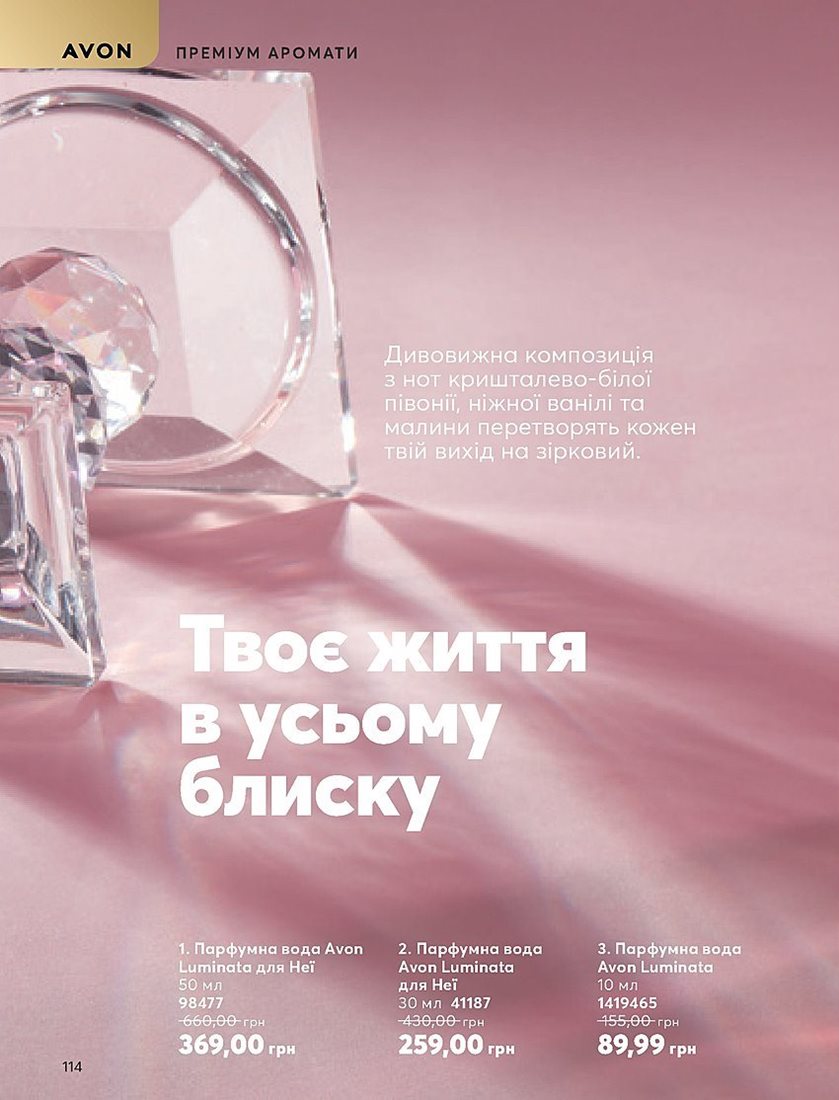 AVON
ПРЕМІУМ АРОМАТИ
Дивовижна композиція
з нот кришталево-білої
півонії, ніжної ванілі та
малини перетворять кожен
твій вихід на зірковий.
Твоє життя
в усьому
блиску
1. Парфумна вода Avon
Luminata для Неї
50 мл
98477
660,00 грн
369,00 грн
2. Парфумна вода
Avon Luminata
для Неї
30 мл 41187
430,00 грн
259,00 грн
3. Парфумна вода
Avon Luminata
10 мл
1419465
155,00 грн
89,99 грн
114